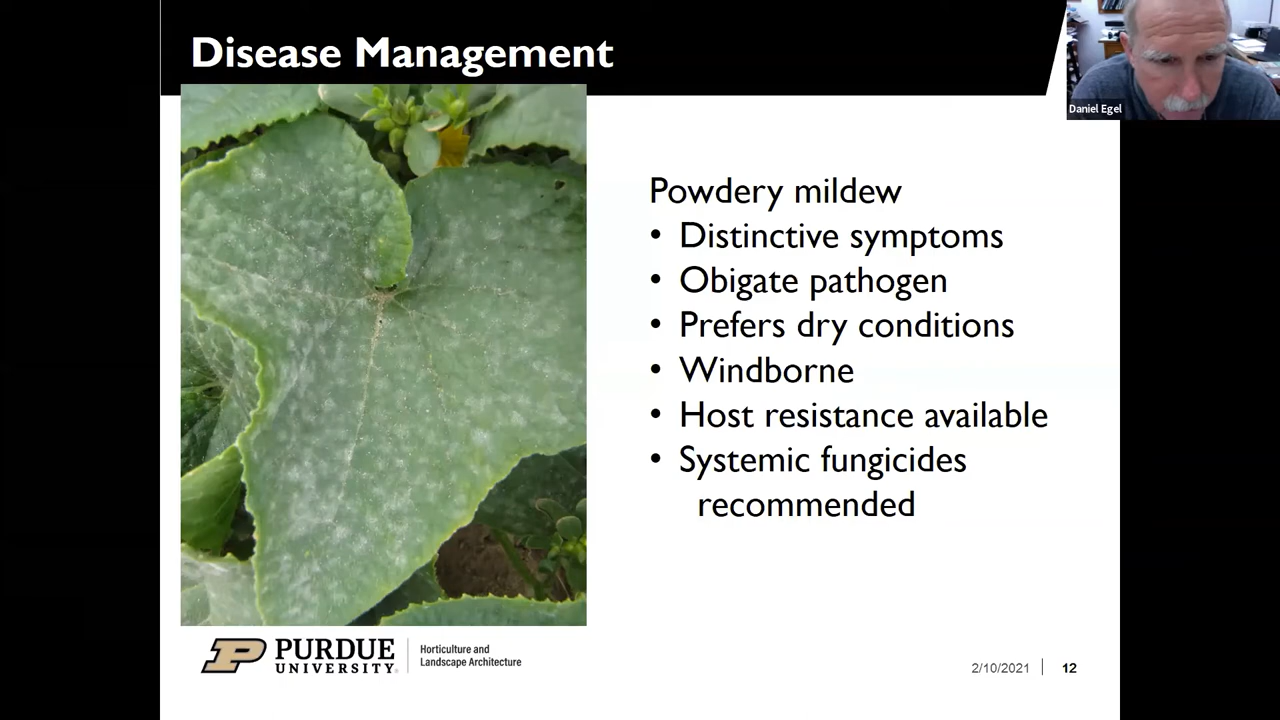 Disease Management
Daniel Egel
Powdery mildew
• Distinctive symptoms
• Obigate pathogen
• Prefers dry conditions
• Windborne
• Host resistance available
• Systemic fungicides
recommended
PURDUE
UNIVERSITY®
Horticulture and
Landscape Architecture
2/10/2021
12